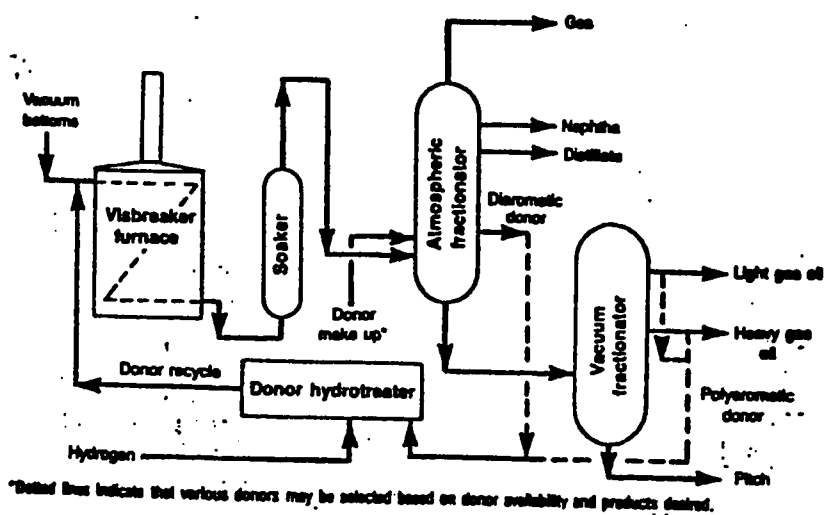 Gas
Vacuum
bottoms
Naphtha
Distillate
Visbreaker
furnace
Soaker
Atmospheric
fractionator
Diaromatic
donor
Donor
make up*
Light gas oil
Heavy gas
oil
Vacuum
fractionator
Donor recycle
Donor hydrotreater
Polyaromatic
donor
Hydrogen
Pitch
*Dotted lines indicate that various donors may be selected based on donor availability and products desired.